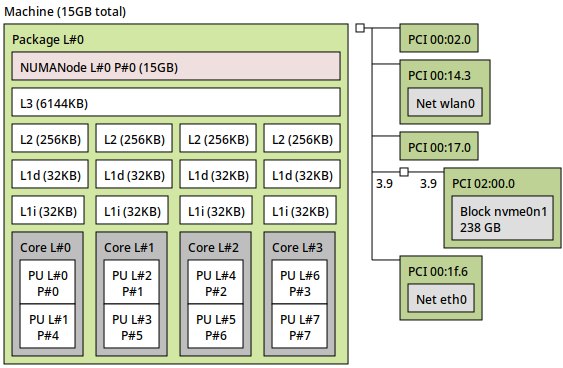 Machine (15GB total)
Package L#0
NUMANode L#0 P#0 (15GB)
L3 (6144KB)
L2 (256KB) L2 (256KB) L2 (256KB) L2 (256KB)
L1d (32KB) L1d (32KB) L1d (32KB) L1d (32KB)
L1i (32KB) L1i (32KB) L1i (32KB) L1i (32KB)
Core L#0
PU L#0
P#0
PU L#1
P#4
Core L#1
PU L#2
P#1
PU L#3
P#5
Core L#2
PU L#4
P#2
PU L#5
P#6
Core L#3
PU L#6
P#3
PU L#7
P#7
PCI 00:02.0
PCI 00:14.3
Net wlan0
PCI 00:17.0
3.9 3.9
PCI 02:00.0
Block nvme0n1
238 GB
PCI 00:1f.6
Net eth0